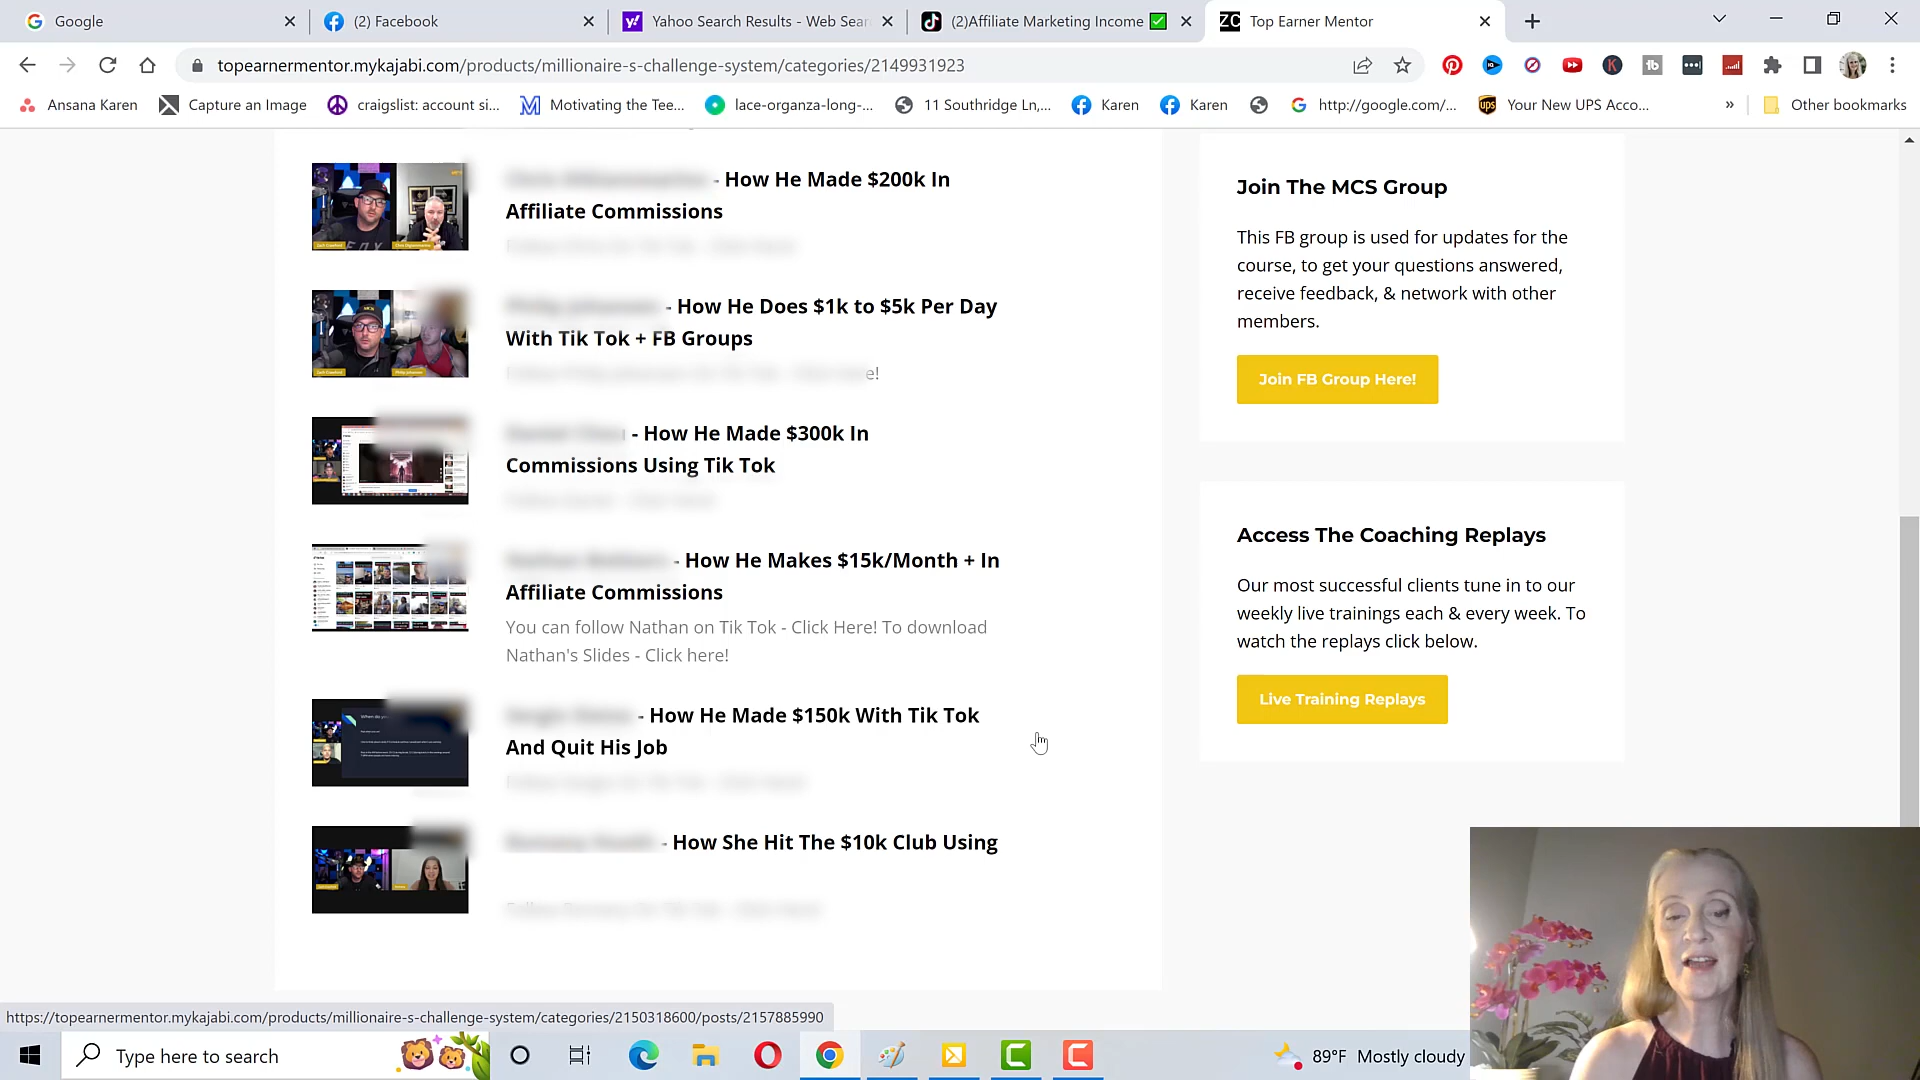 Google
(2) Facebook
Yahoo Search Results - Web Sear
(2)Affiliate Marketing Income ✅
ZC Top Earner Mentor
topearnermentor.mykajabi.com/products/millionaire-s-challenge-system/categories/2149931923
Ansana Karen
Capture an Image
craigslist: account si...
Motivating the Tee...
lace-organza-long-...
11 Southridge Ln,...
Karen
Karen
http://google.com/...
Your New UPS Acco...
»
Other bookmarks
- How He Made $200k In
Affiliate Commissions
- How He Does $1k to $5k Per Day
With Tik Tok + FB Groups
e!
- How He Made $300k In
Commissions Using Tik Tok
- How He Makes $15k/Month + In
Affiliate Commissions
You can follow Nathan on Tik Tok - Click Here! To download
Nathan's Slides - Click here!
- How He Made $150k With Tik Tok
And Quit His Job
- How She Hit The $10k Club Using
Join The MCS Group
This FB group is used for updates for the
course, to get your questions answered,
receive feedback, & network with other
members.
Join FB Group Here!
Access The Coaching Replays
Our most successful clients tune in to our
weekly live trainings each & every week. To
watch the replays click below.
Live Training Replays
https://topearnermentor.mykajabi.com/products/millionaire-s-challenge-system/categories/2150318600/posts/2157885990
Type here to search
89°F Mostly cloudy